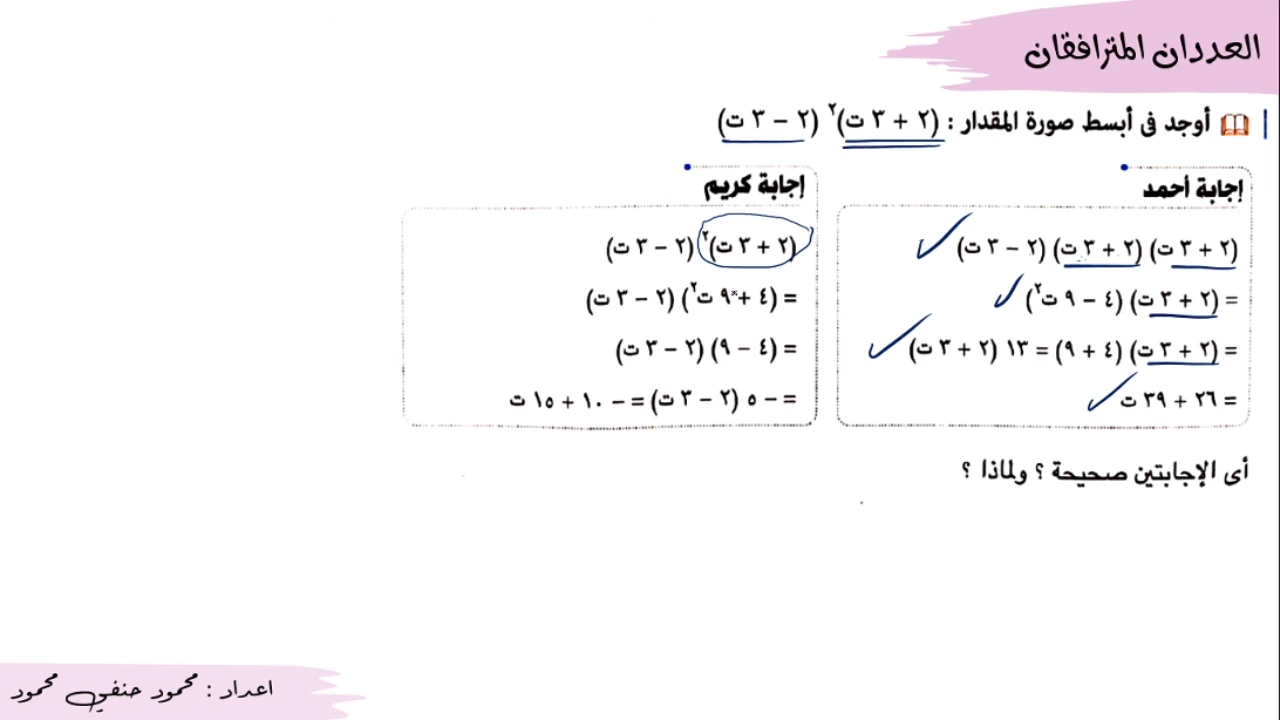 العددان المترافقان
أوجد فى أبسط صورة المقدار : (٢ + ٣ ت)٢ (٢ – ٣ ت)
إجابة أحمد
(٢ + ٣ ت) (٢ + ٣ ت) (٢ – ٣ ت)
= (٢ + ٣ ت) (٤ – ٩ ت٢)
= (٢ + ٣ ت) (٤ + ٩) = ١٣ (٢ + ٣ ت)
= ٢٦ + ٣٩ ت
إجابة كريم
(٢ + ٣ ت)٢ (٢ – ٣ ت)
= (٤ + ٩ ت٢) (٢ – ٣ ت)
= (٤ – ٩) (٢ – ٣ ت)
= – ٥ (٢ – ٣ ت) = – ١٠ + ١٥ ت
أى الإجابتين صحيحة ؟ ولماذا ؟
اعداد : محمود حنفي محمود